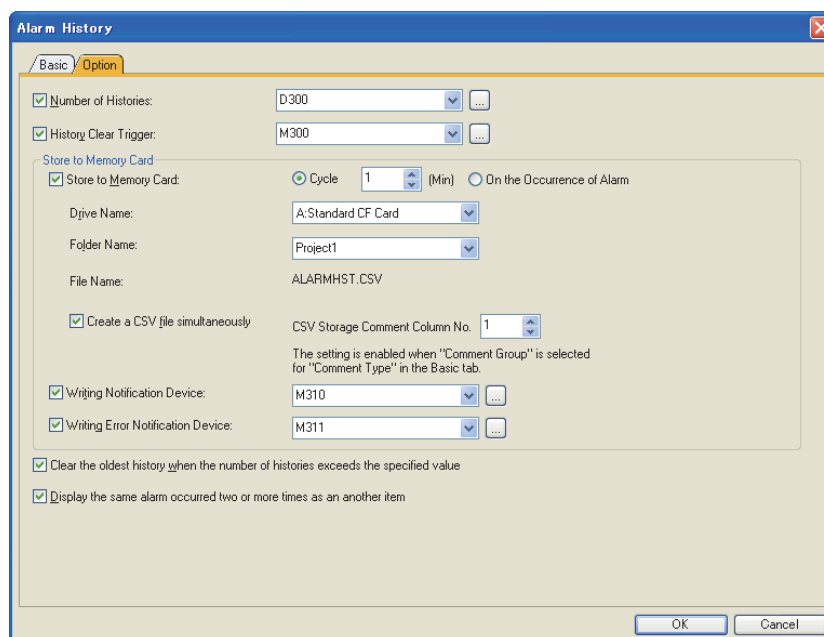 Alarm History
Basic Option
Number of Histories: D300 ...
History Clear Trigger: M300 ...
Store to Memory Card
Store to Memory Card: Cycle 1 (Min) On the Occurrence of Alarm
Drive Name: A:Standard CF Card
Folder Name: Project1
File Name: ALARMHST.CSV
Create a CSV file simultaneously CSV Storage Comment Column No. 1
The setting is enabled when "Comment Group" is selected
for "Comment Type" in the Basic tab.
Writing Notification Device: M310 ...
Writing Error Notification Device: M311 ...
Clear the oldest history when the number of histories exceeds the specified value
Display the same alarm occurred two or more times as an another item
OK Cancel